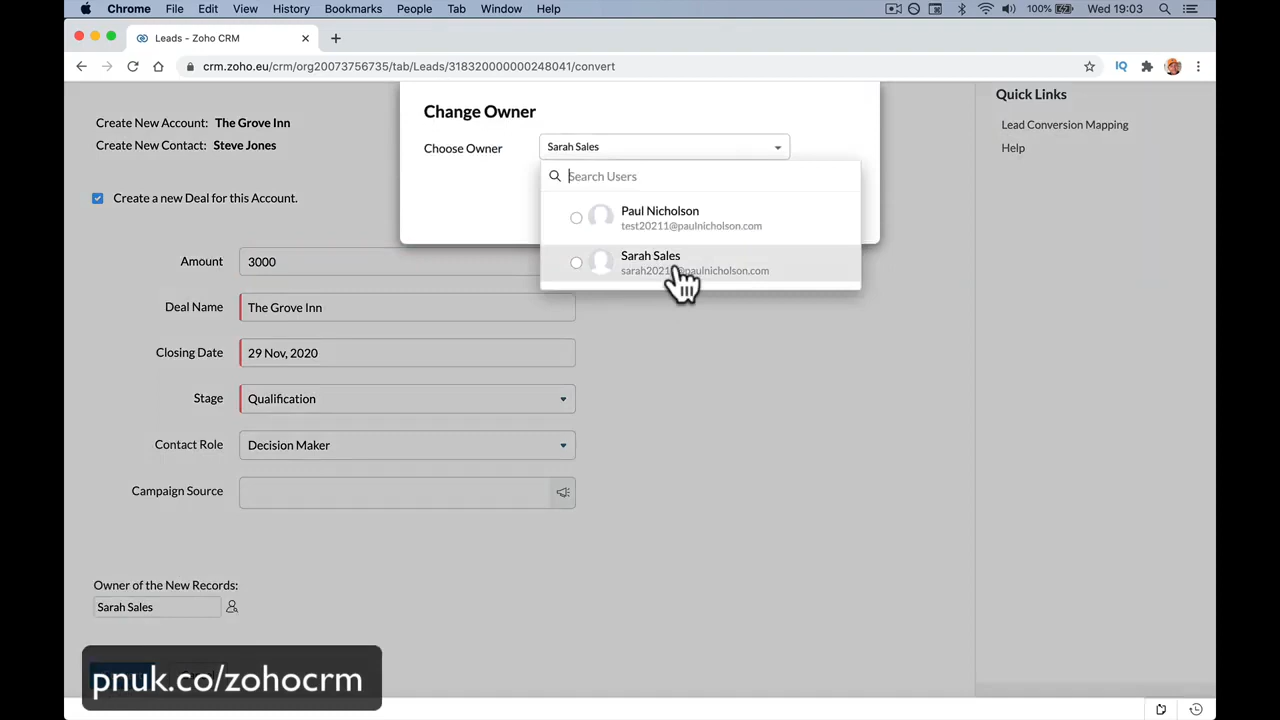 Chrome File Edit View History Bookmarks People Tab Window Help 100% Wed 19:03
Leads - Zoho CRM
crm.zoho.eu/crm/org20073756735/tab/Leads/318320000000248041/convert
IQ
Change Owner
Choose Owner Sarah Sales
Search Users
Paul Nicholson
test20211@paulnicholson.com
Sarah Sales
Quick Links
Lead Conversion Mapping
Help
Create New Account: The Grove Inn
Create New Contact: Steve Jones
Create a new Deal for this Account.
Amount 3000
Deal Name The Grove Inn
Closing Date 29 Nov, 2020
Stage Qualification
Contact Role Decision Maker
Campaign Source
Owner of the New Records:
Sarah Sales
pnuk.co/zohocrm